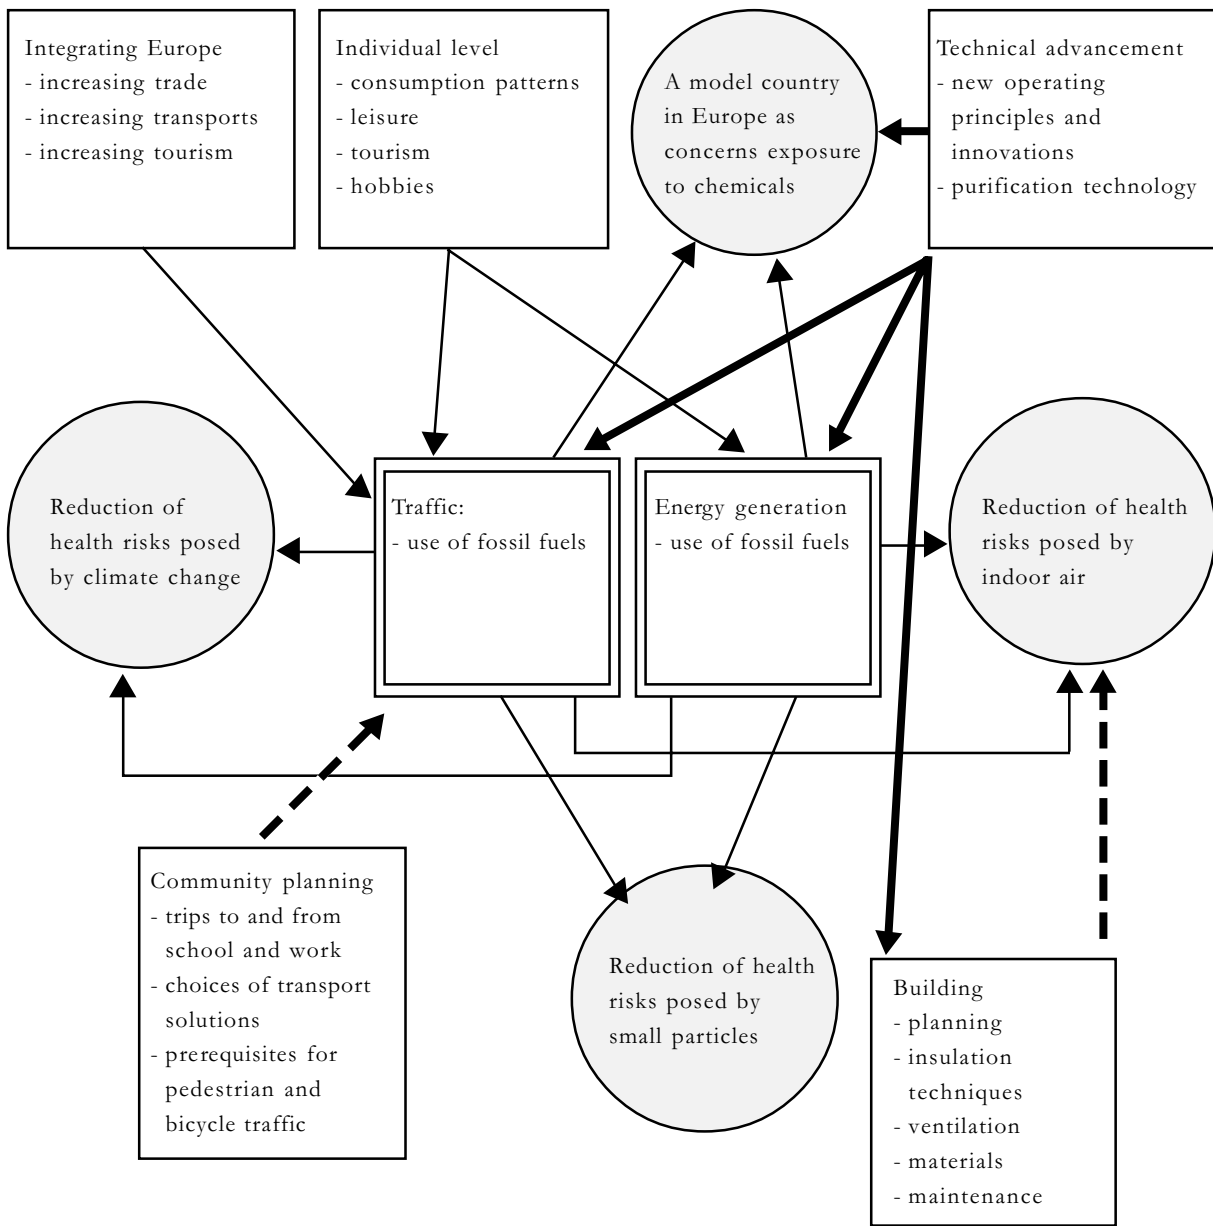 Integrating Europe
- increasing trade
- increasing transports
- increasing tourism
Individual level
- consumption patterns
- leisure
- tourism
- hobbies
A model country
in Europe as
concerns exposure
to chemicals
Technical advancement
- new operating
principles and
innovations
- purification technology
Reduction of
health risks posed
by climate change
Traffic:
- use of fossil fuels
Energy generation
- use of fossil fuels
Reduction of health
risks posed by
indoor air
Community planning
- trips to and from
school and work
- choices of transport
solutions
- prerequisites for
pedestrian and
bicycle traffic
Reduction of health
risks posed by
small particles
Building
- planning
- insulation
techniques
- ventilation
- materials
- maintenance